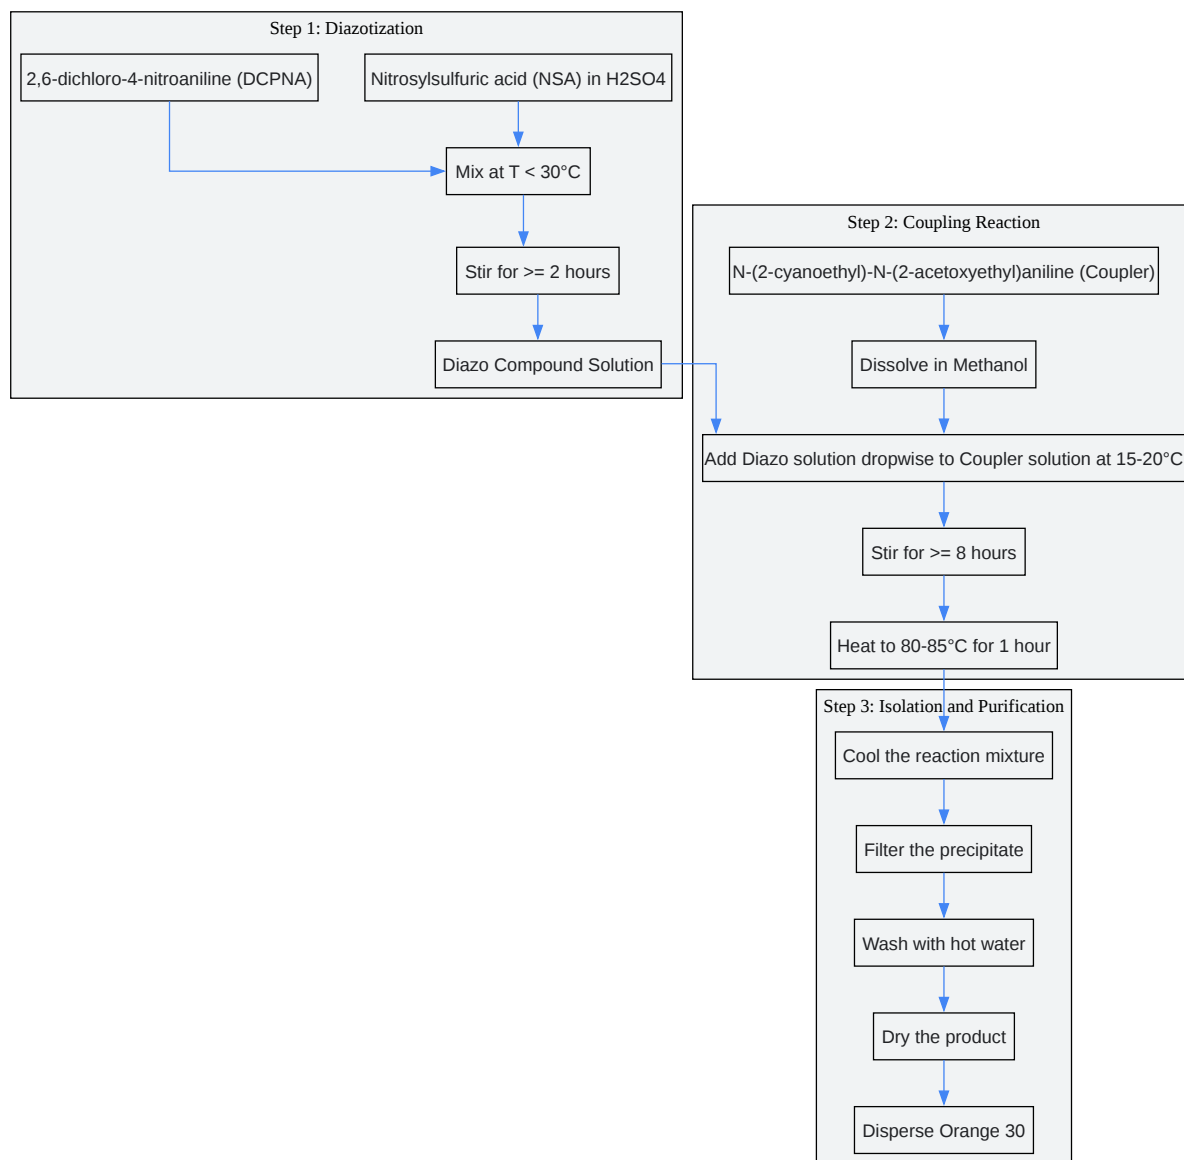 Step 1: Diazotization
2,6-dichloro-4-nitroaniline (DCPNA)
Nitrosylsulfuric acid (NSA) in H2SO4
Mix at T < 30°C
Stir for >= 2 hours
Diazo Compound Solution
Step 2: Coupling Reaction
N-(2-cyanoethyl)-N-(2-acetoxyethyl)aniline (Coupler)
Dissolve in Methanol
Add Diazo solution dropwise to Coupler solution at 15-20°C
Stir for >= 8 hours
Heat to 80-85°C for 1 hour
Step 3: Isolation and Purification
Cool the reaction mixture
Filter the precipitate
Wash with hot water
Dry the product
Disperse Orange 30